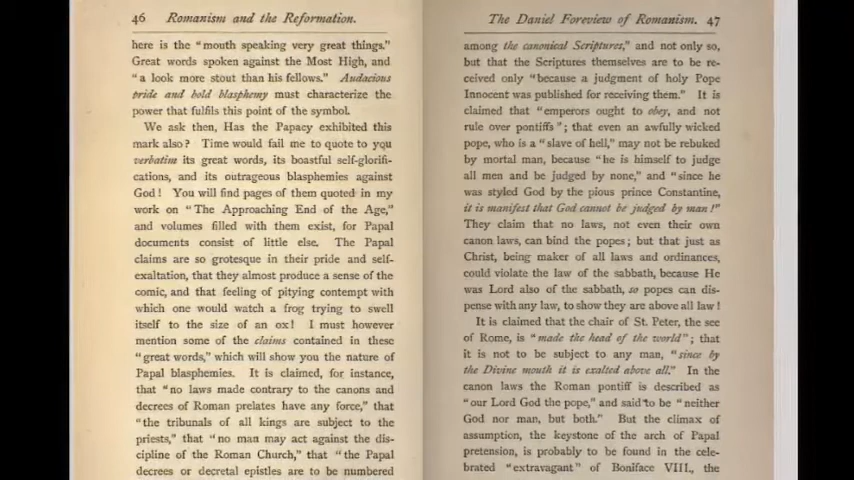 46 Romanism and the Reformation.
here is the "mouth speaking very great things."
Great words spoken against the Most High, and
"a look more stout than his fellows." Audacious
pride and bold blasphemy must characterize the
power that fulfils this point of the symbol.
We ask then, Has the Papacy exhibited this
mark also? Time would fail me to quote to you
verbatim its great words, its boastful self-glorifi-
cations, and its outrageous blasphemies against
God! You will find pages of them quoted in my
work on "The Approaching End of the Age,"
and volumes filled with them exist, for Papal
documents consist of little else. The Papal
claims are so grotesque in their pride and self-
exaltation, that they almost produce a sense of the
comic, and that feeling of pitying contempt with
which one would watch a frog trying to swell
itself to the size of an ox! I must however
mention some of the claims contained in these
"great words," which will show you the nature of
Papal blasphemies. It is claimed, for instance,
that "no laws made contrary to the canons and
decrees of Roman prelates have any force," that
"the tribunals of all kings are subject to the
priests," that "no man may act against the dis-
cipline of the Roman Church," that "the Papal
decrees or decretal epistles are to be numbered
The Daniel Foreview of Romanism. 47
among the canonical Scriptures," and not only so,
but that the Scriptures themselves are to be re-
ceived only "because a judgment of holy Pope
Innocent was published for receiving them." It is
claimed that "emperors ought to obey, and not
rule over pontiffs"; that even an awfully wicked
pope, who is a "slave of hell," may not be rebuked
by mortal man, because "he is himself to judge
all men and be judged by none," and "since he
was styled God by the pious prince Constantine,
it is manifest that God cannot be judged by man!"
They claim that no laws, not even their own
canon laws, can bind the popes; but that just as
Christ, being maker of all laws and ordinances,
could violate the law of the sabbath, because He
was Lord also of the sabbath, so popes can dis-
pense with any law, to show they are above all law!
It is claimed that the chair of St. Peter, the see
of Rome, is "made the head of the world"; that
it is not to be subject to any man, "since by
the Divine mouth it is exalted above all." In the
canon laws the Roman pontiff is described as
"our Lord God the pope," and said to be "neither
God nor man, but both." But the climax of
assumption, the keystone of the arch of Papal
pretension, is probably to be found in the cele-
brated "extravagant" of Boniface VIII., the